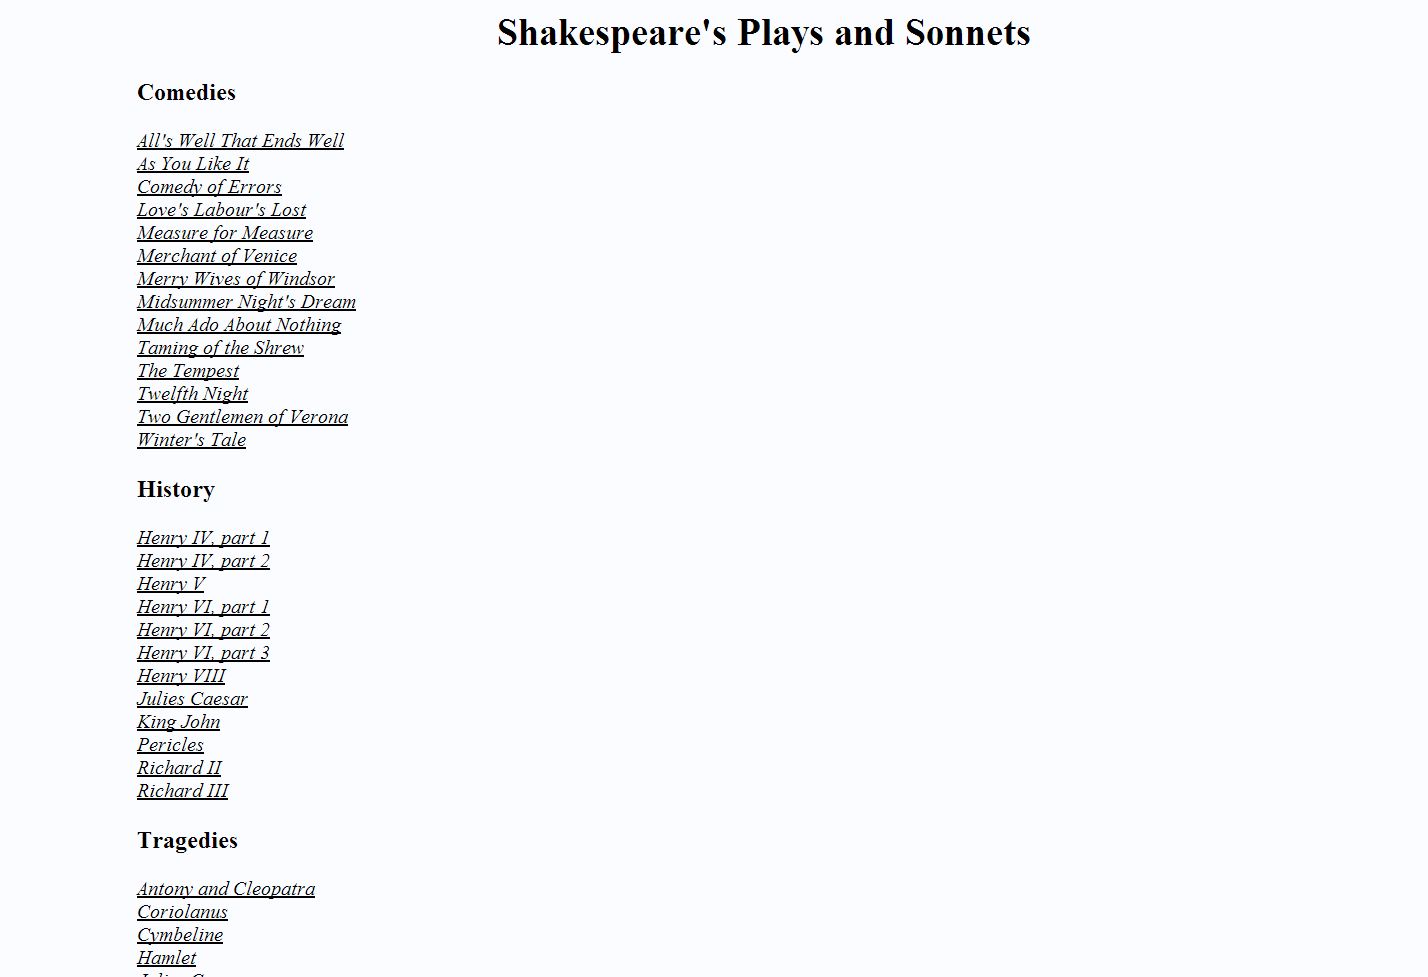 Shakespeare's Plays and Sonnets
Comedies
All's Well That Ends Well
As You Like It
Comedy of Errors
Love's Labour's Lost
Measure for Measure
Merchant of Venice
Merry Wives of Windsor
Midsummer Night's Dream
Much Ado About Nothing
Taming of the Shrew
The Tempest
Twelfth Night
Two Gentlemen of Verona
Winter's Tale
History
Henry IV, part 1
Henry IV, part 2
Henry V
Henry VI, part 1
Henry VI, part 2
Henry VI, part 3
Henry VIII
Julies Caesar
King John
Pericles
Richard II
Richard III
Tragedies
Antony and Cleopatra
Coriolanus
Cymbeline
Hamlet